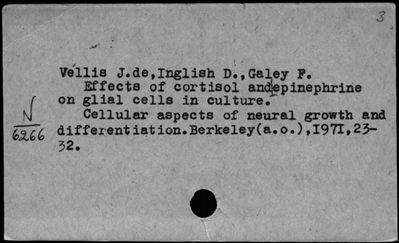 3
Vellis J.de,Inglish D.,Galey F.
Effects of cortisol and epinephrine
on glial cells in culture.
Cellular aspects of neural growth and
differentiation.Berkeley(a.o.),1971,23-
32.
N
6266